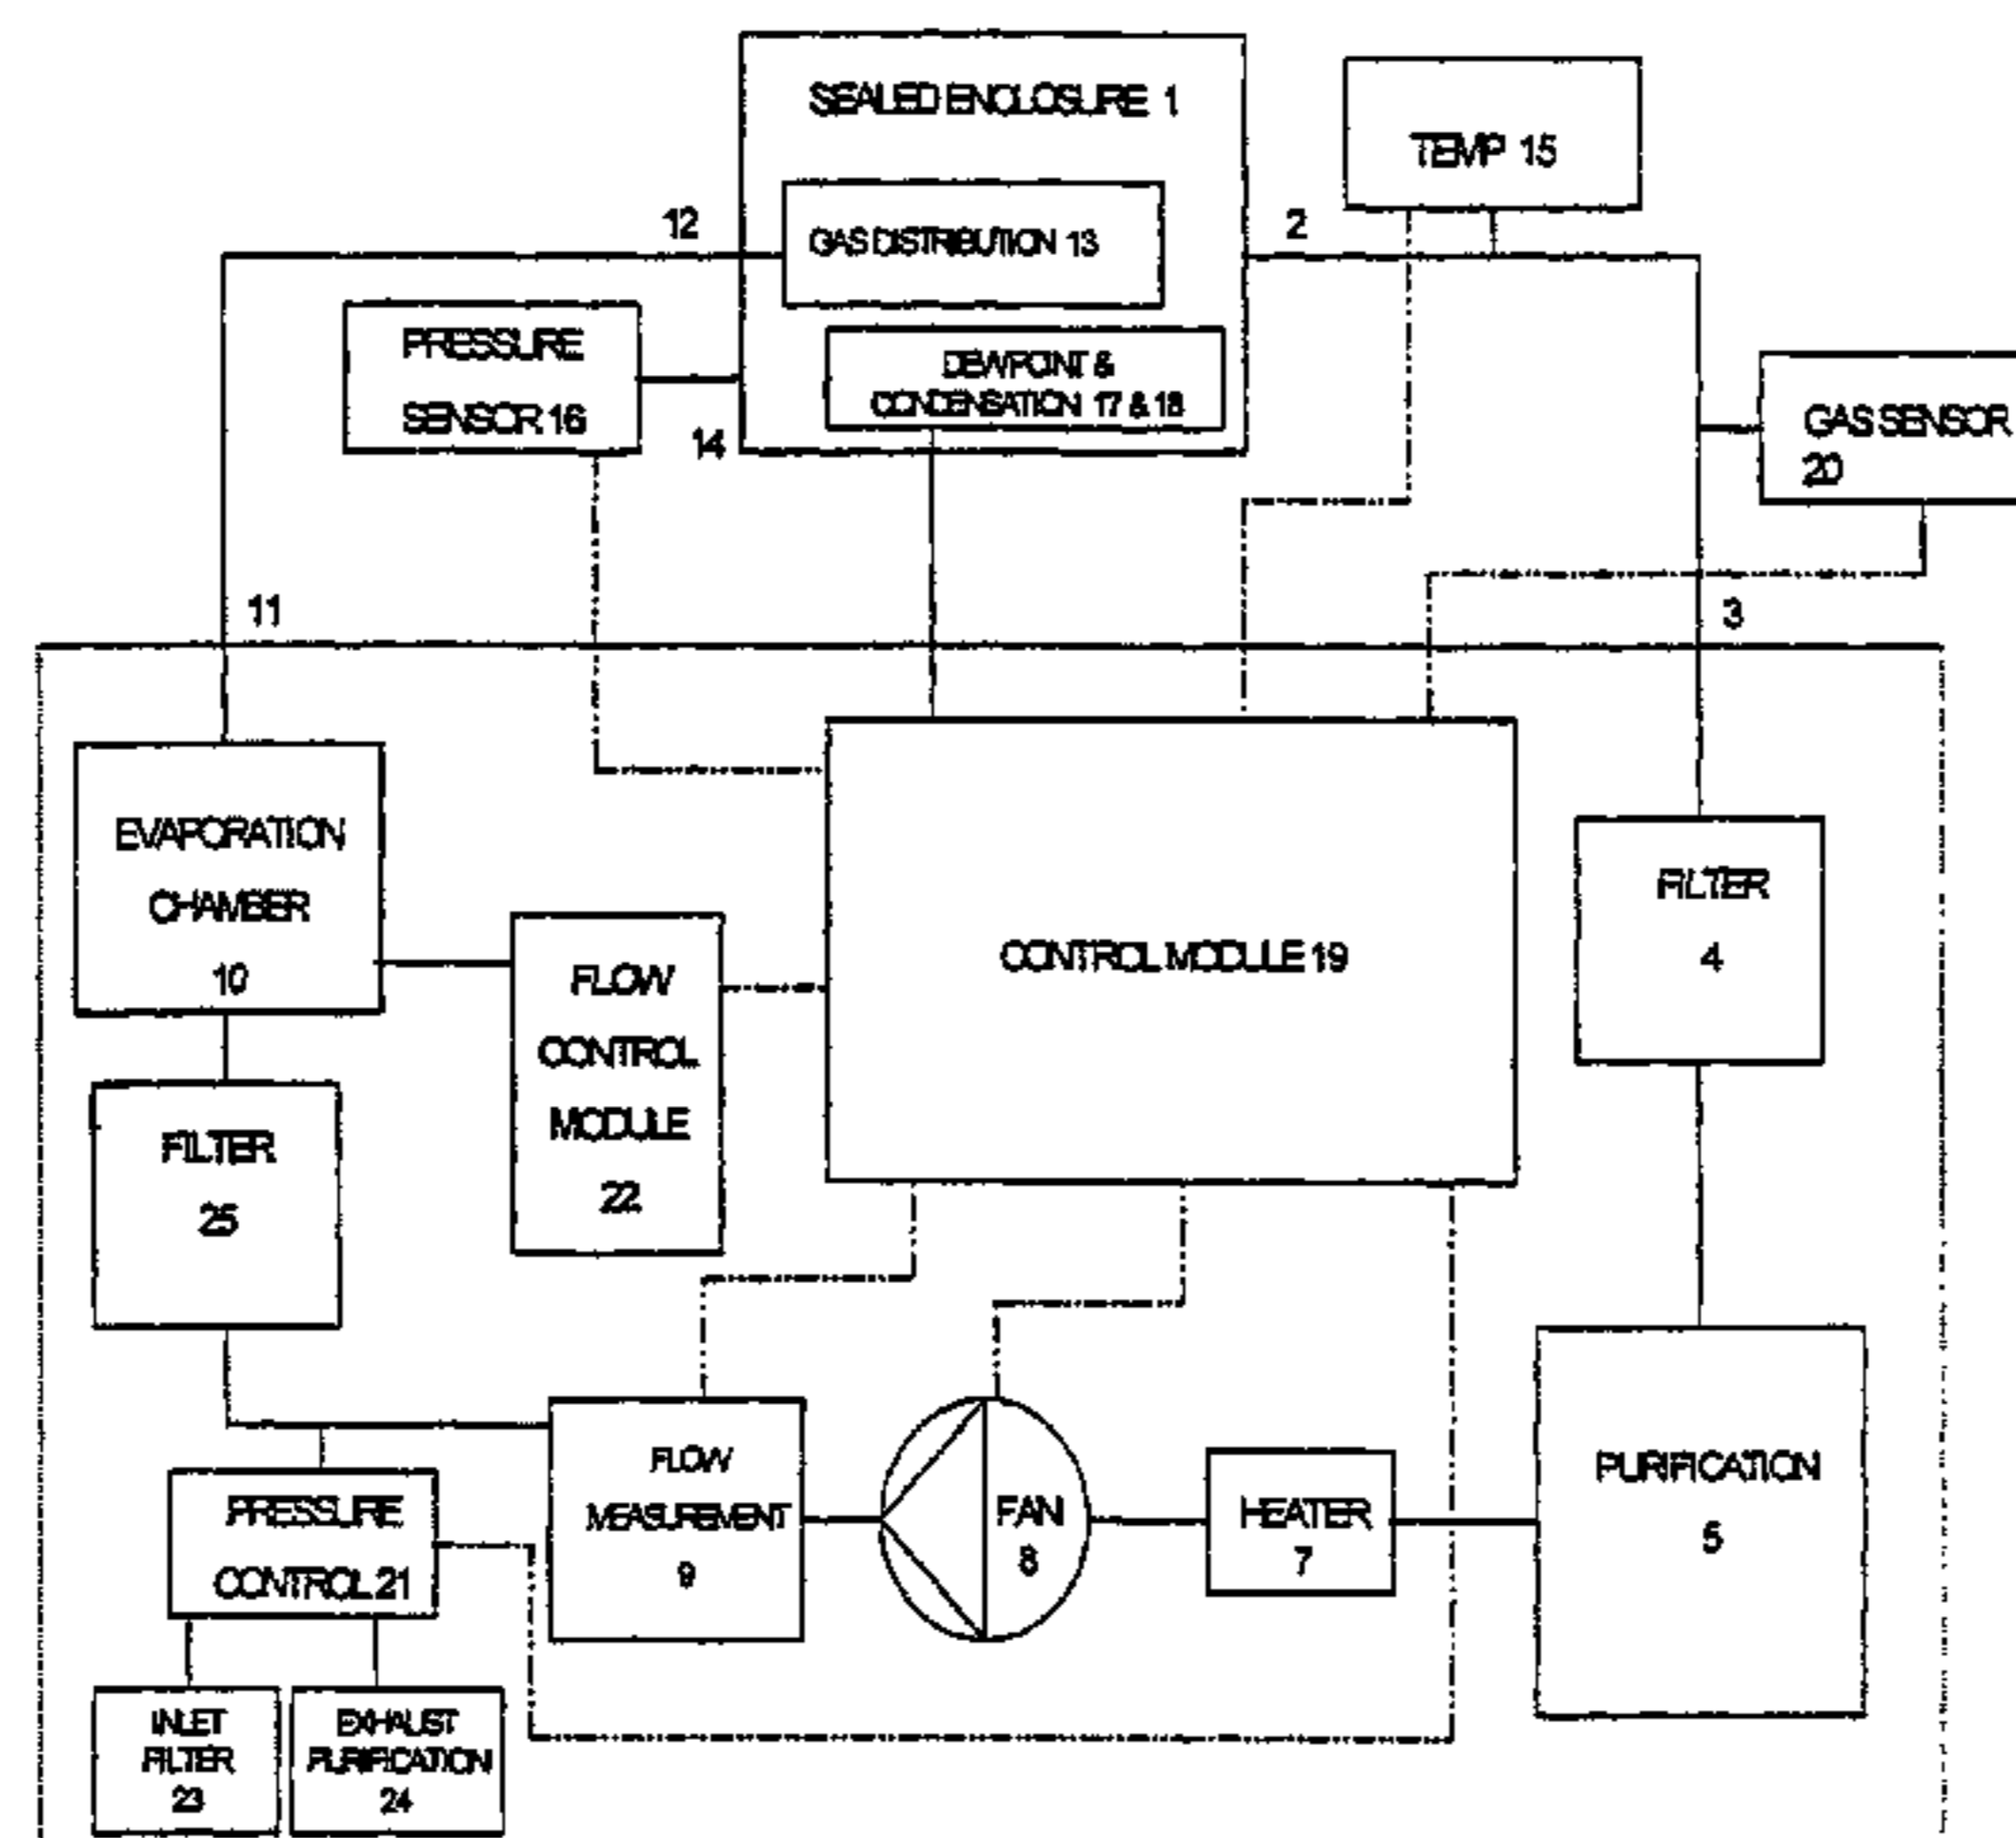 SEALED ENCLOSURE 1
TEMP 15
12
2
GAS DISTRIBUTION 13
PRESSURE
SENSOR 16
DEWPOINT &
CONDENSATION 17 & 18
14
GAS SENSOR
20
11
3
EVAPORATION
CHAMBER
10
FLOW
CONTROL
MODULE
22
CONTROL MODULE 19
FILTER
4
FILTER
25
FLOW
MEASUREMENT
9
FAN
8
HEATER
7
PURIFICATION
5
PRESSURE
CONTROL 21
INLET
FILTER
23
EXHAUST
PURIFICATION
24